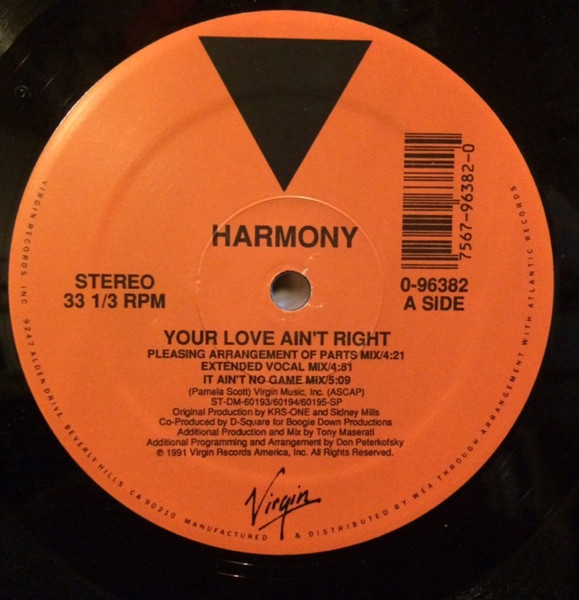 HARMONY
7567-96382-0
STEREO
33 1/3 RPM
0-96382
A SIDE
YOUR LOVE AIN'T RIGHT
PLEASING ARRANGEMENT OF PARTS MIX/4:21
EXTENDED VOCAL MIX/4:81
IT AIN'T NO GAME MIX/5:09
(Pamela Scott) Virgin Music, Inc. (ASCAP)
ST-DM-60193/60194/60195-SP
Original Production by KRS-ONE and Sidney Mills
Co-Produced by D-Square for Boogie Down Productions
Additional Production and Mix by Tony Maserati
Additional Programming and Arrangement by Don Peterkofsky
℗ 1991 Virgin Records America, Inc. All Rights Reserved.
Virgin
VIRGIN RECORDS INC. 9247 ALDEN DRIVE, BEVERLY HILLS, CA 90210 MANUFACTURED & DISTRIBUTED BY WEA THROUGH ARRANGEMENT WITH ATLANTIC RECORDS